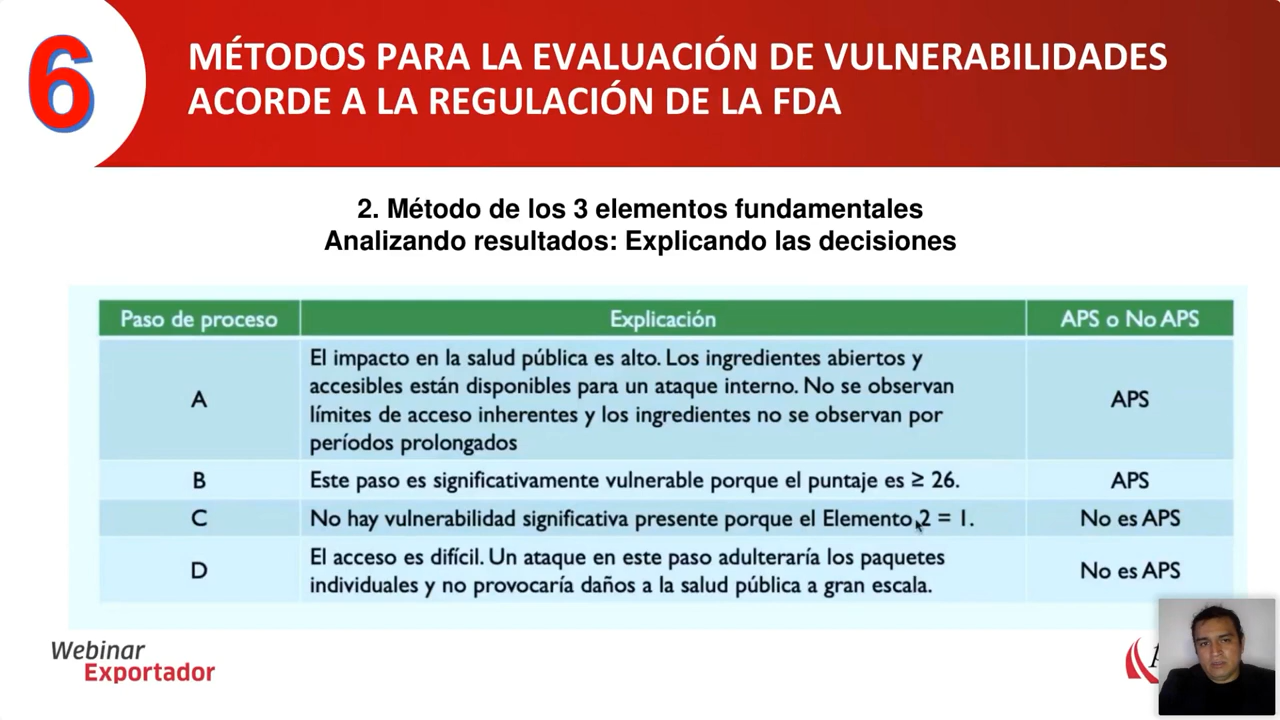 6
MÉTODOS PARA LA EVALUACIÓN DE VULNERABILIDADES
ACORDE A LA REGULACIÓN DE LA FDA
2. Método de los 3 elementos fundamentales
Analizando resultados: Explicando las decisiones
Paso de proceso Explicación APS o No APS
A El impacto en la salud pública es alto. Los ingredientes abiertos y
accesibles están disponibles para un ataque interno. No se observan
límites de acceso inherentes y los ingredientes no se observan por
períodos prolongados APS
B Este paso es significativamente vulnerable porque el puntaje es ≥ 26. APS
C No hay vulnerabilidad significativa presente porque el Elemento 2 = 1. No es APS
D El acceso es difícil. Un ataque en este paso adulteraría los paquetes
individuales y no provocaría daños a la salud pública a gran escala. No es APS
Webinar
Exportador